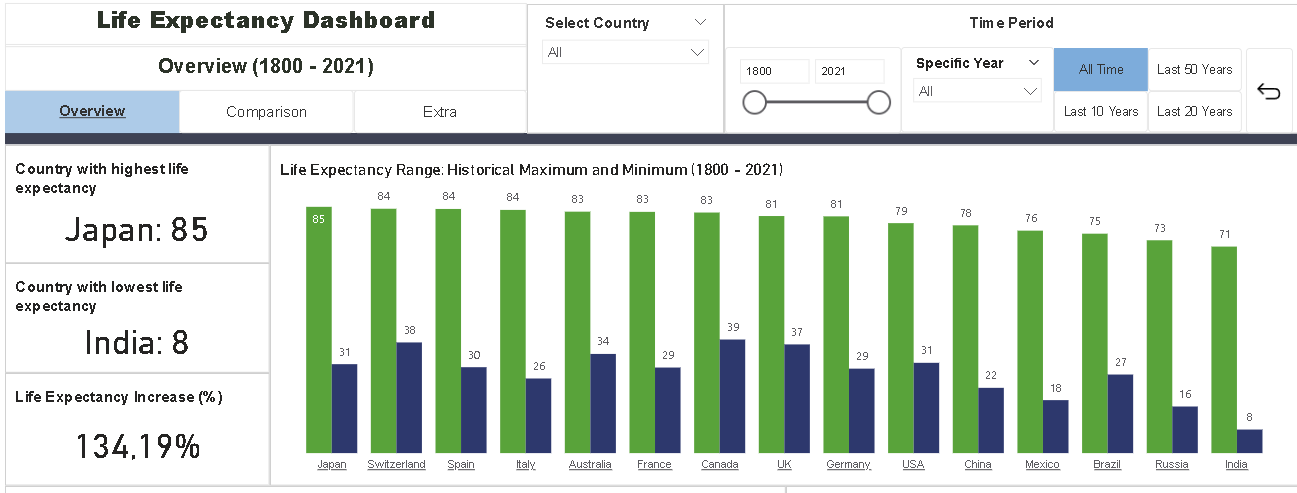 Life Expectancy Dashboard
Overview (1800 - 2021)
Overview Comparison Extra
Select Country
All
Time Period
1800 2021
Specific Year
All
All Time Last 50 Years
Last 10 Years Last 20 Years
Country with highest life
expectancy
Japan: 85
Country with lowest life
expectancy
India: 8
Life Expectancy Increase (%)
134,19%
Life Expectancy Range: Historical Maximum and Minimum (1800 - 2021)
85 84 84 84 83 83 83 81 81 79 78 76 75 73 71
31 38 30 26 34 29 39 37 29 31 22 18 27 16 8
Japan Switzerland Spain Italy Australia France Canada UK Germany USA China Mexico Brazil Russia India